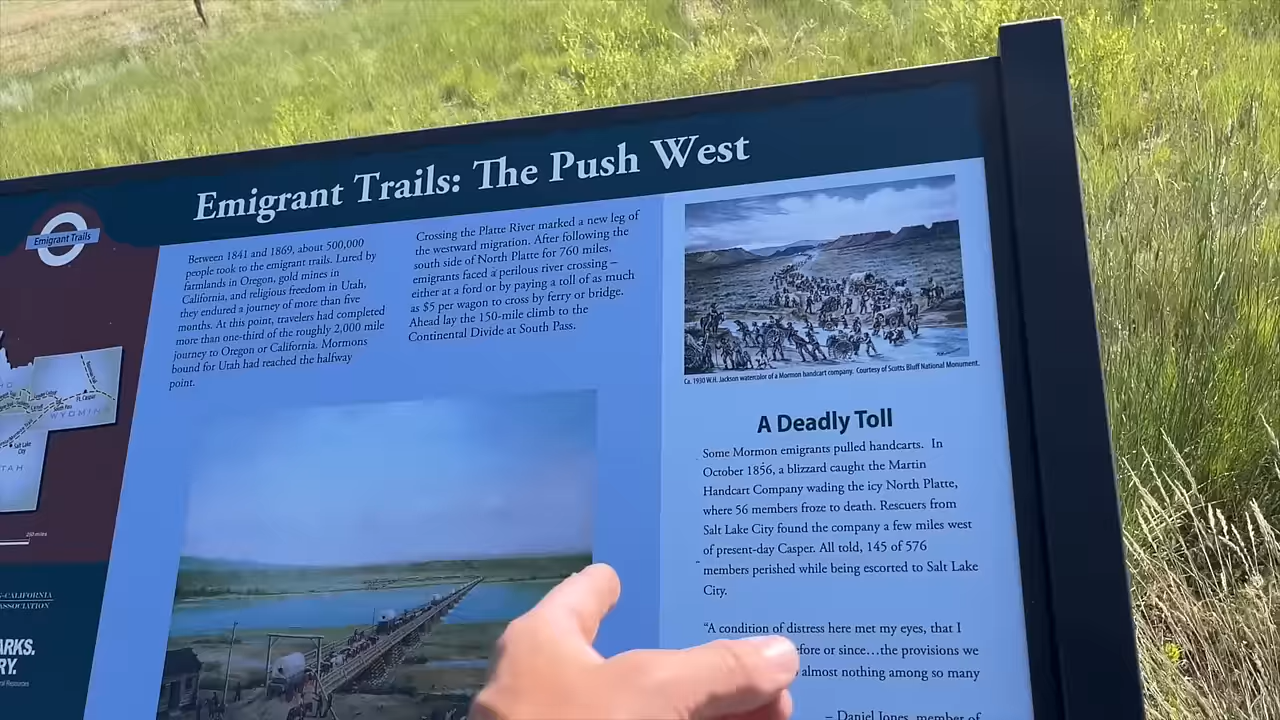 Emigrant Trails: The Push West
Emigrant Trails
Between 1841 and 1869, about 500,000
people took to the emigrant trails. Lured by
farmlands in Oregon, gold mines in
California, and religious freedom in Utah,
they endured a journey of more than five
months. At this point, travelers had completed
more than one-third of the roughly 2,000 mile
journey to Oregon or California. Mormons
bound for Utah had reached the halfway
point.
Crossing the Platte River marked a new leg of
the westward migration. After following the
south side of North Platte for 760 miles,
emigrants faced a perilous river crossing –
either at a ford or by paying a toll of as much
as $5 per wagon to cross by ferry or bridge.
Ahead lay the 150-mile climb to the
Continental Divide at South Pass.
Ca. 1930 W.H. Jackson watercolor of a Mormon handcart company. Courtesy of Scotts Bluff National Monument.
A Deadly Toll
Some Mormon emigrants pulled handcarts. In
October 1856, a blizzard caught the Martin
Handcart Company wading the icy North Platte,
where 56 members froze to death. Rescuers from
Salt Lake City found the company a few miles west
of present-day Casper. All told, 145 of 576
members perished while being escorted to Salt Lake
City.
“A condition of distress here met my eyes, that I
efore or since…the provisions we
almost nothing among so many
– Daniel Jones, member of
WYOMING
Salt Lake
City
TAH
250 miles
-CALIFORNIA
ASSOCIATION
ARKS.
RY.